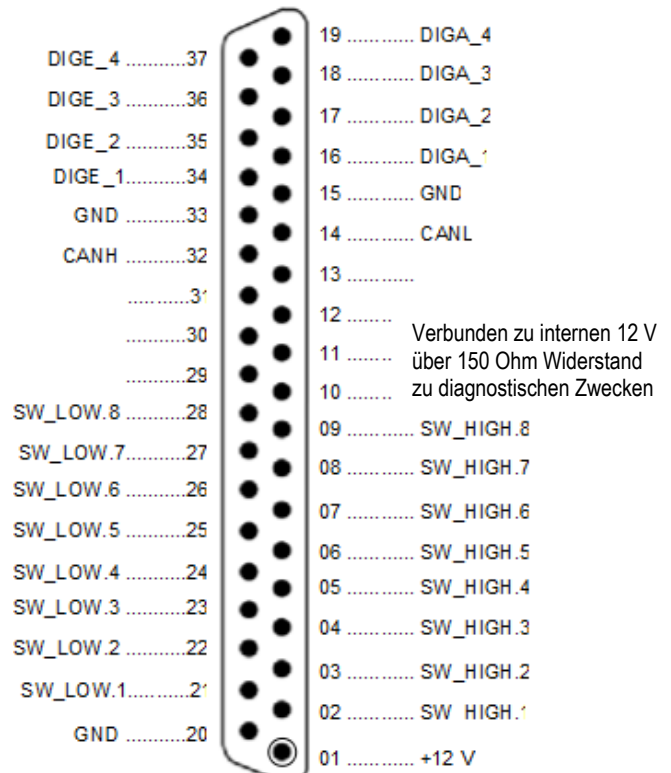 19 ............ DIGA_4
DIGE_4 ...........37
18 ............ DIGA_3
DIGE_3 ...........36
17 ............ DIGA_2
DIGE_2 ...........35
16 ............ DIGA_1
DIGE_1...........34
15 ............ GND
GND ...........33
14 ............ CANL
CANH ...........32
13 ............
...........31
12 ........
...........30
11 ........
...........29
10 ........
Verbunden zu internen 12 V
über 150 Ohm Widerstand
zu diagnostischen Zwecken
SW_LOW.8 ...........28
09 ............ SW_HIGH.8
SW_LOW.7...........27
08 ............ SW_HIGH.7
SW_LOW.6 ...........26
07 ............ SW_HIGH.6
SW_LOW.5 ...........25
06 ............ SW_HIGH.5
SW_LOW.4 ...........24
05 ............ SW_HIGH.4
SW_LOW.3 ...........23
04 ............ SW_HIGH.3
SW_LOW.2 ...........22
03 ............ SW_HIGH.2
SW_LOW.1...........21
02 ............ SW HIGH.1
GND ...........20
01 ............ +12 V